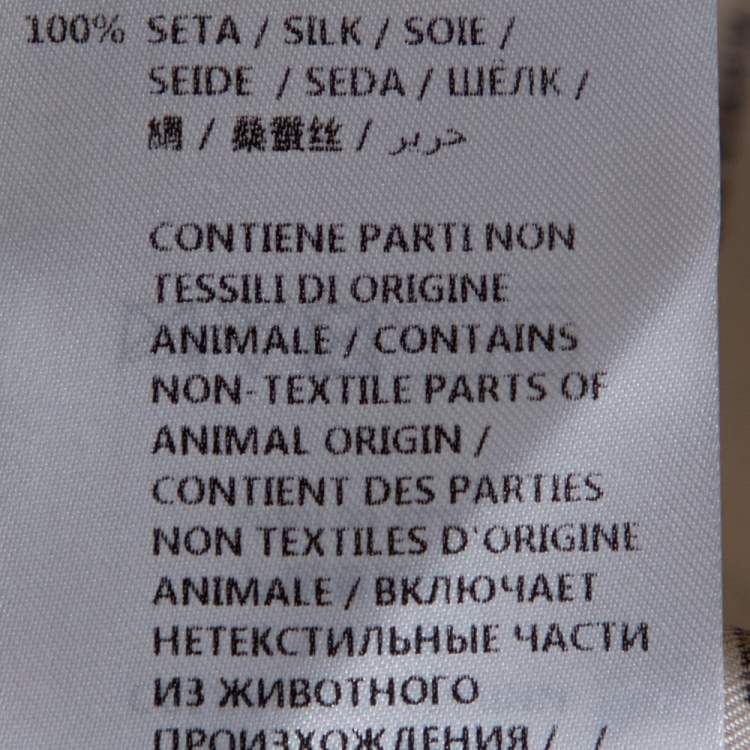 100% SETA / SILK / SOIE /
SEIDE / SEDA / ШЁЛК /
絹 / 桑蚕丝 / حرير
CONTIENE PARTI NON
TESSILI DI ORIGINE
ANIMALE / CONTAINS
NON-TEXTILE PARTS OF
ANIMAL ORIGIN /
CONTIENT DES PARTIES
NON TEXTILES D'ORIGINE
ANIMALE / ВКЛЮЧАЕТ
НЕТЕКСТИЛЬНЫЕ ЧАСТИ
ИЗ ЖИВОТНОГО
ПРОИЗХОЖДЕНИЯ / /